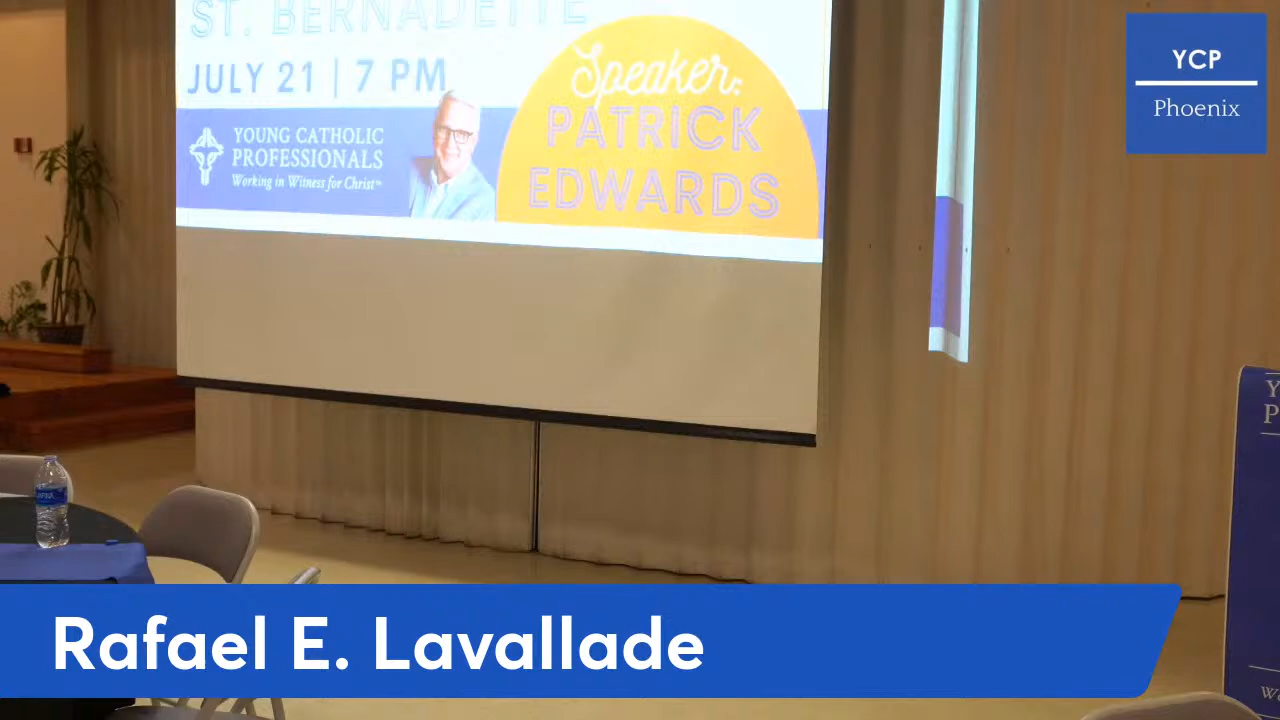 ST. BERNADETTE
JULY 21 | 7 PM
YOUNG CATHOLIC
PROFESSIONALS
Working in Witness for Christ™
Speaker:
PATRICK
EDWARDS
YCP
Phoenix
Y
P
Rafael E. Lavallade